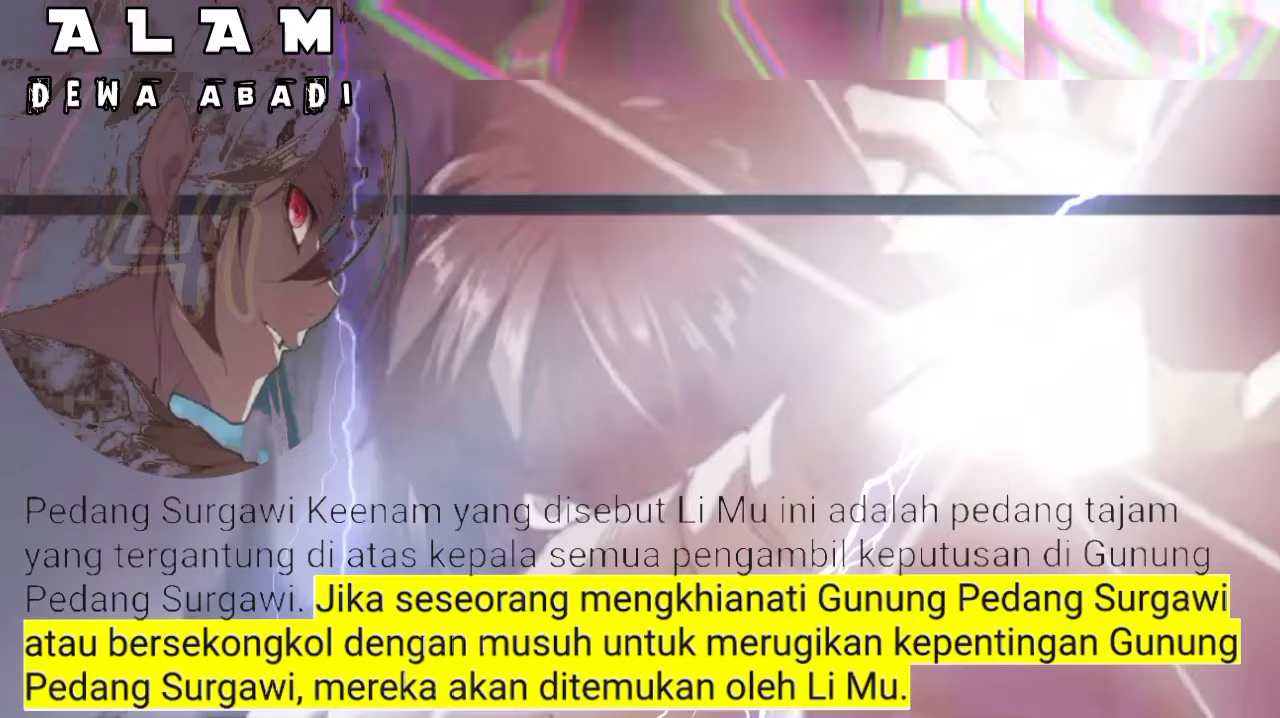 ALAM
DEWA ABADI
40
Pedang Surgawi Keenam yang disebut Li Mu ini adalah pedang tajam
yang tergantung di atas kepala semua pengambil keputusan di Gunung
Pedang Surgawi. Jika seseorang mengkhianati Gunung Pedang Surgawi
atau bersekongkol dengan musuh untuk merugikan kepentingan Gunung
Pedang Surgawi, mereka akan ditemukan oleh Li Mu.